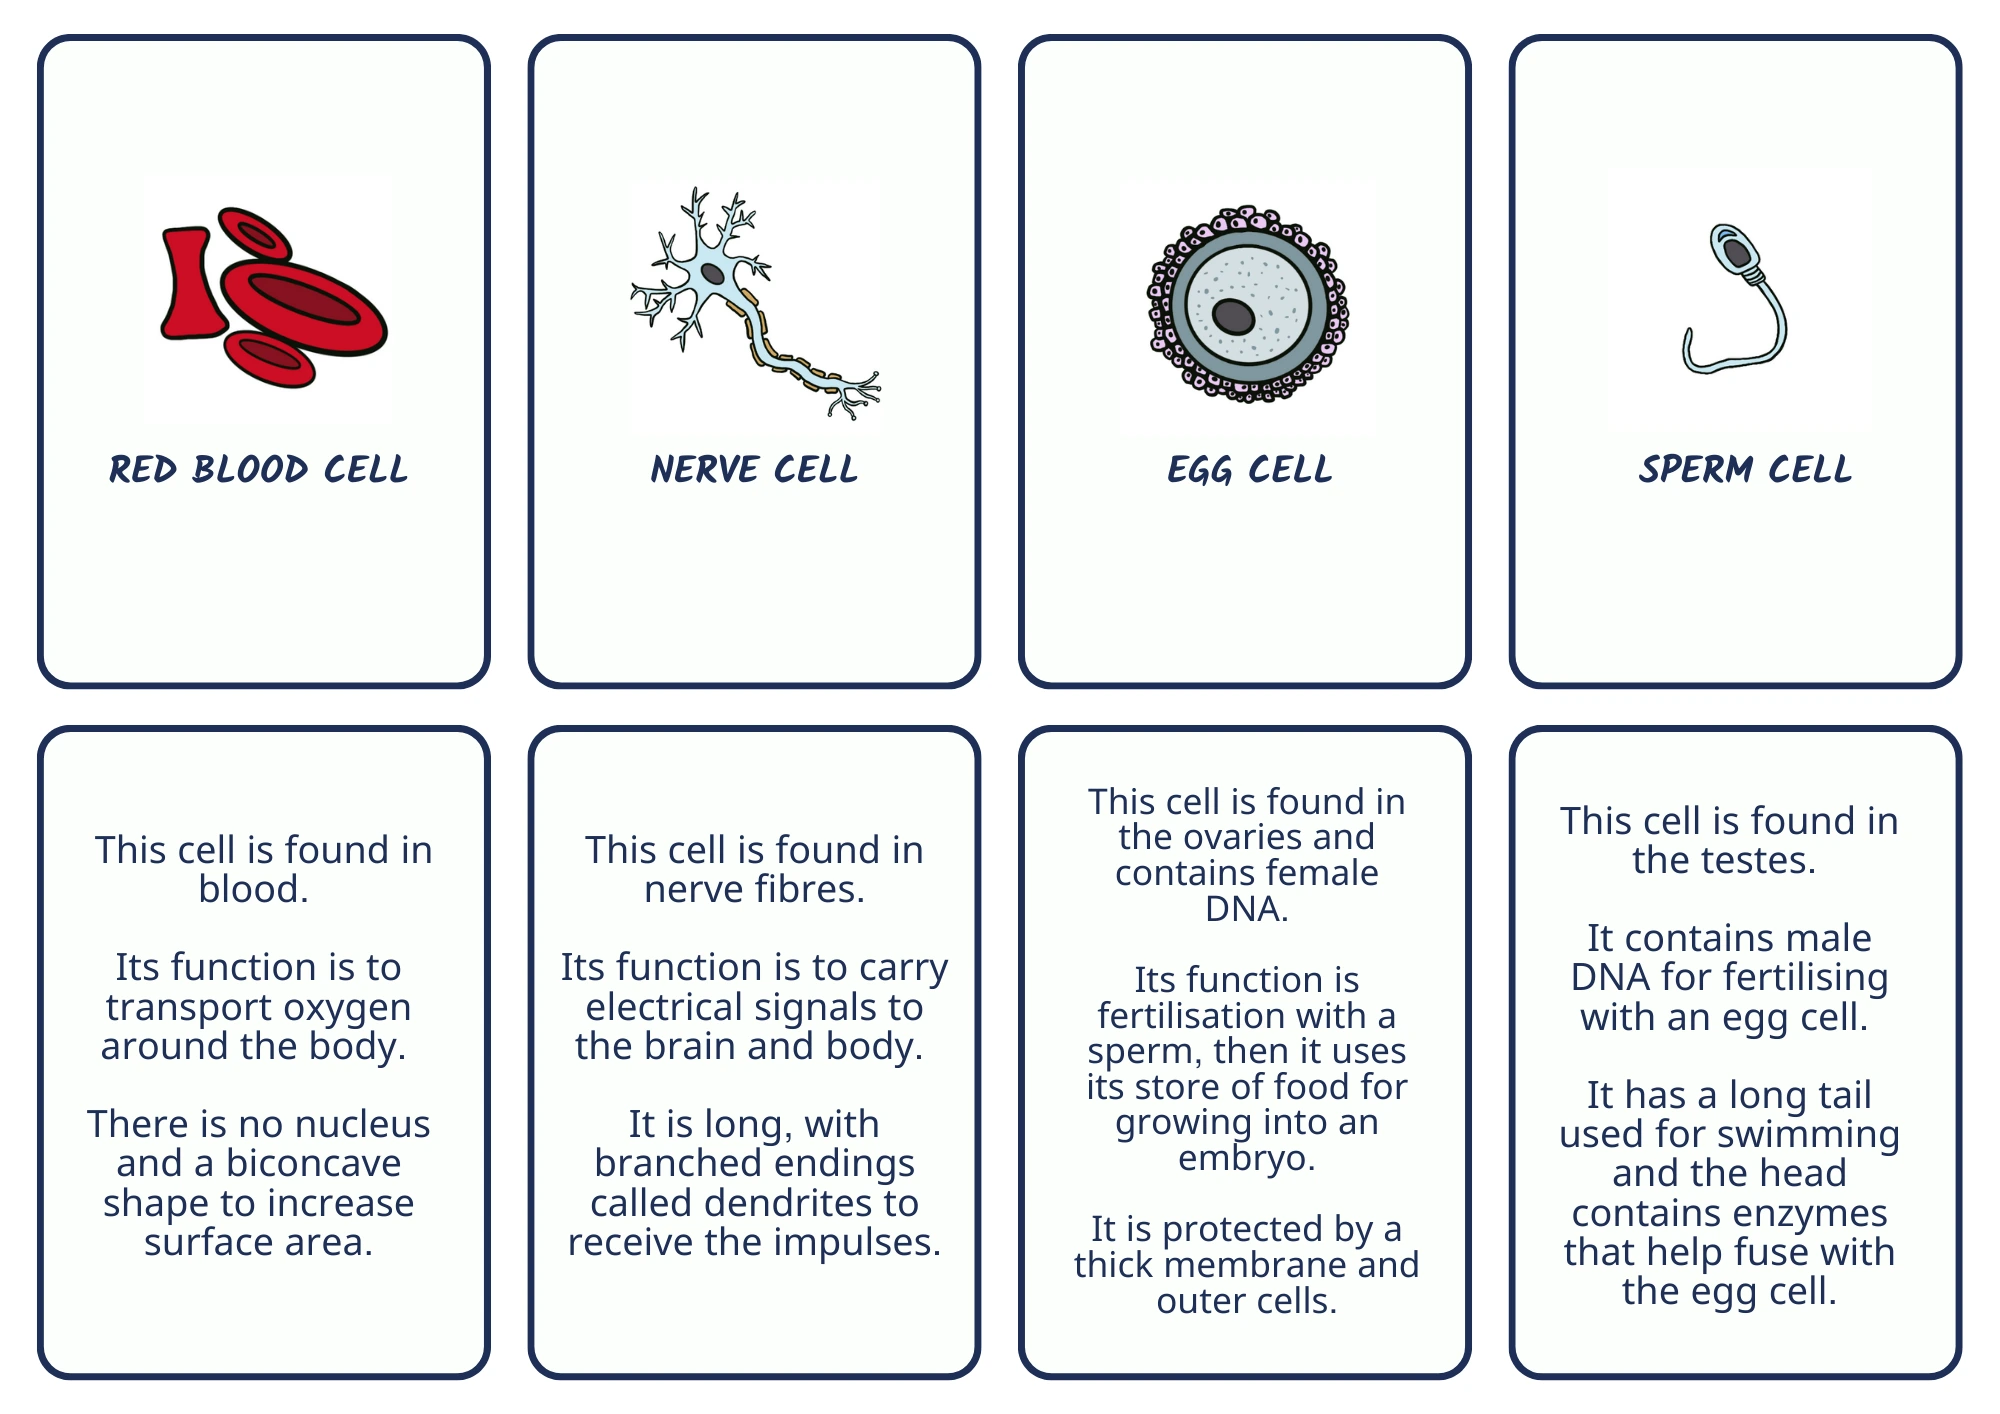 RED BLOOD CELL
NERVE CELL
EGG CELL
SPERM CELL
This cell is found in
blood.
Its function is to
transport oxygen
around the body.
There is no nucleus
and a biconcave
shape to increase
surface area.
This cell is found in
nerve fibres.
Its function is to carry
electrical signals to
the brain and body.
It is long, with
branched endings
called dendrites to
receive the impulses.
This cell is found in
the ovaries and
contains female
DNA.
Its function is
fertilisation with a
sperm, then it uses
its store of food for
growing into an
embryo.
It is protected by a
thick membrane and
outer cells.
This cell is found in
the testes.
It contains male
DNA for fertilising
with an egg cell.
It has a long tail
used for swimming
and the head
contains enzymes
that help fuse with
the egg cell.